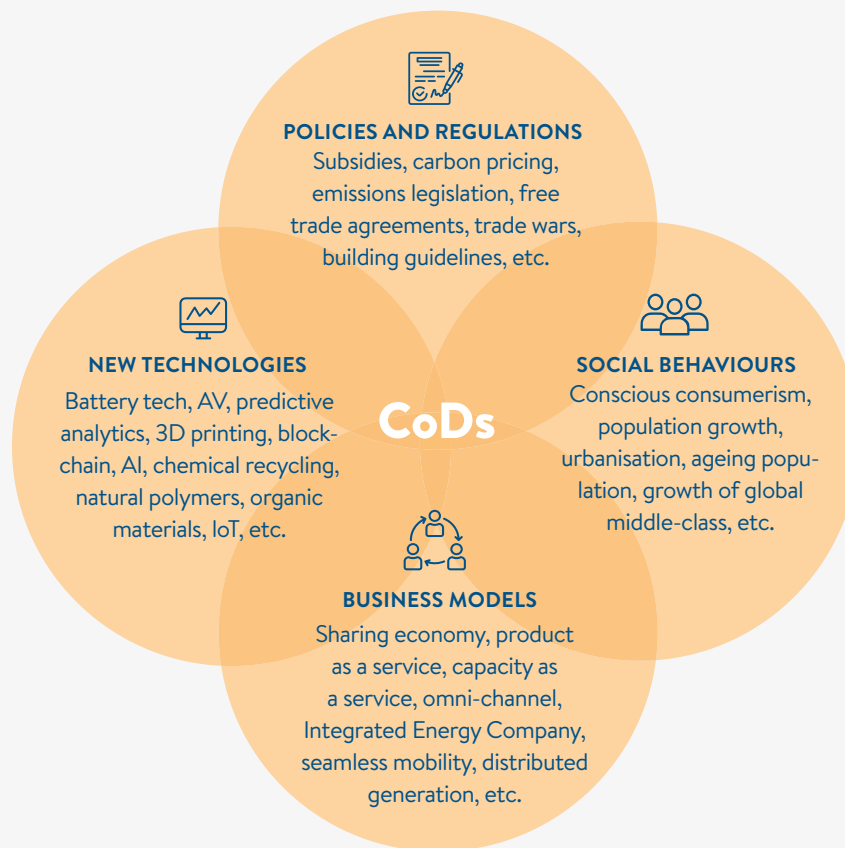 POLICIES AND REGULATIONS
Subsidies, carbon pricing,
emissions legislation, free
trade agreements, trade wars,
building guidelines, etc.
NEW TECHNOLOGIES
Battery tech, AV, predictive
analytics, 3D printing, block-
chain, AI, chemical recycling,
natural polymers, organic
materials, IoT, etc.
CoDs
SOCIAL BEHAVIOURS
Conscious consumerism,
population growth,
urbanisation, ageing popu-
lation, growth of global
middle-class, etc.
BUSINESS MODELS
Sharing economy, product
as a service, capacity as
a service, omni-channel,
Integrated Energy Company,
seamless mobility, distributed
generation, etc.